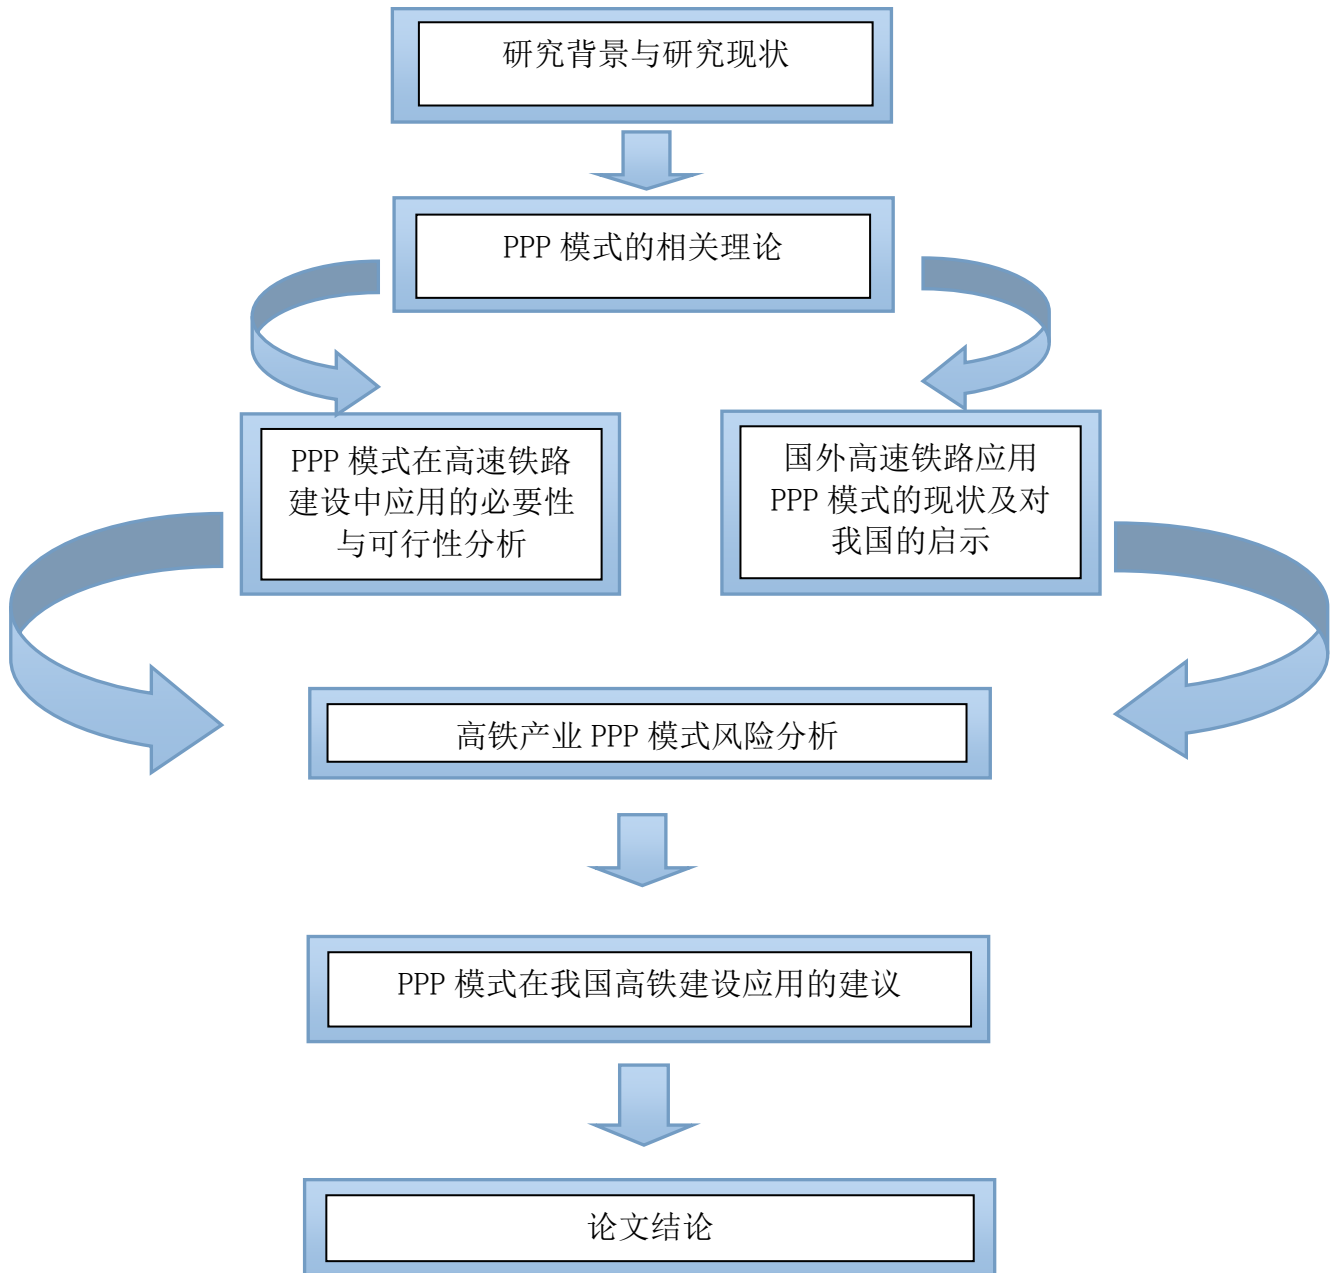 研究背景与研究现状
PPP 模式的相关理论
PPP 模式在高速铁路
建设中应用的必要性
与可行性分析
国外高速铁路应用
PPP 模式的现状及对
我国的启示
高铁产业 PPP 模式风险分析
PPP 模式在我国高铁建设应用的建议
论文结论